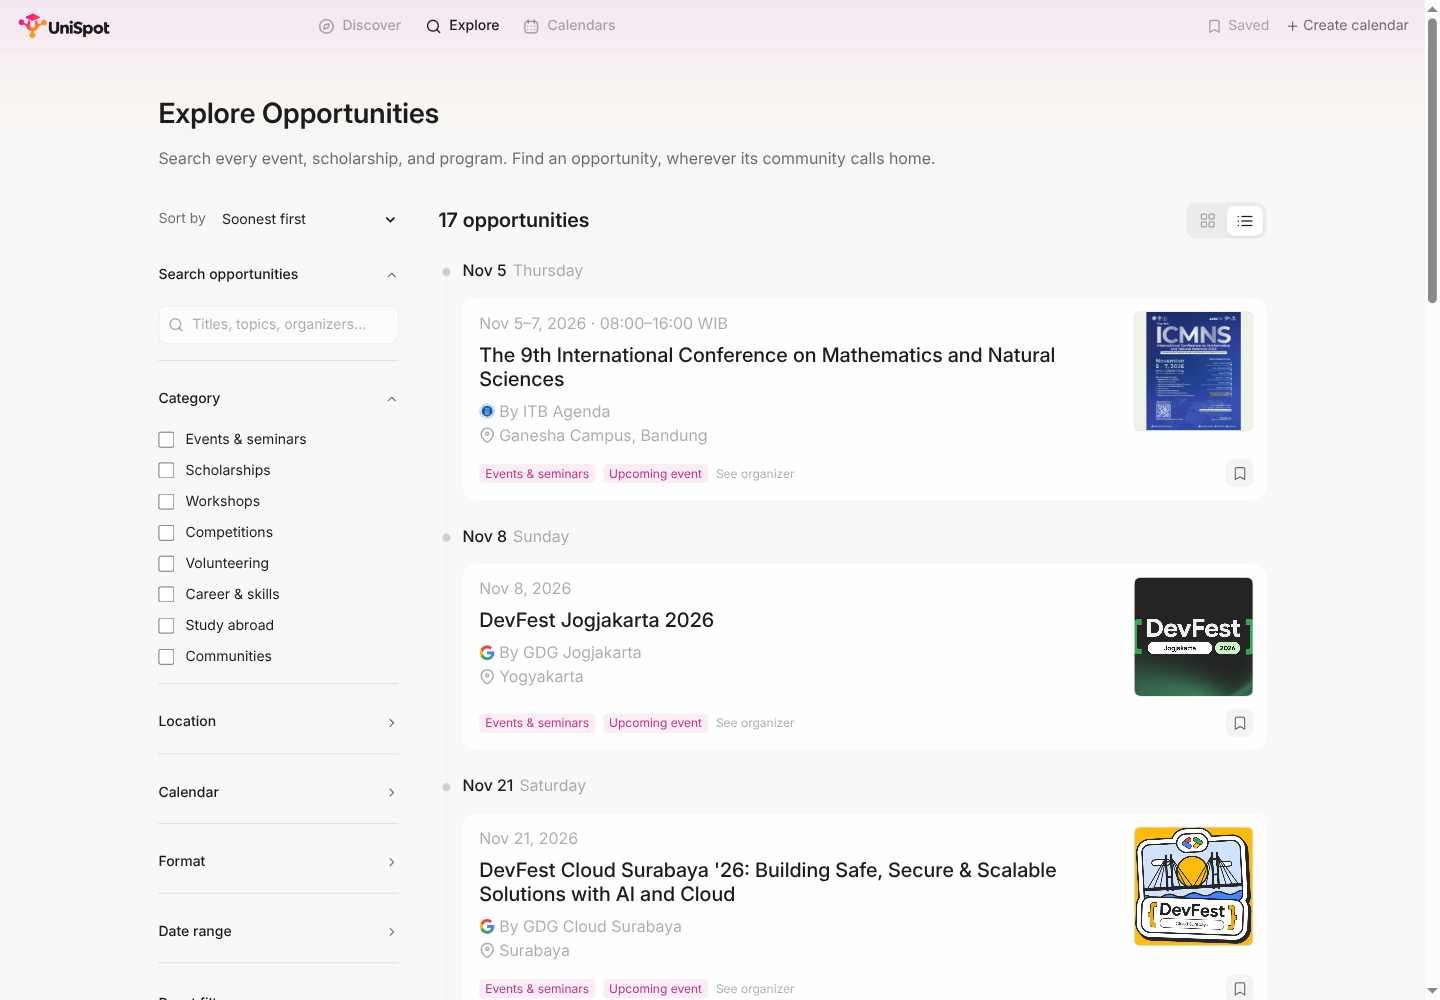 UniSpot
Discover
Explore
Calendars
Saved
+ Create calendar
Explore Opportunities
Search every event, scholarship, and program. Find an opportunity, wherever its community calls home.
Sort by Soonest first
Search opportunities
Titles, topics, organizers...
Category
Events & seminars
Scholarships
Workshops
Competitions
Volunteering
Career & skills
Study abroad
Communities
Location
Calendar
Format
Date range
17 opportunities
Nov 5 Thursday
Nov 5–7, 2026 · 08:00–16:00 WIB
The 9th International Conference on Mathematics and Natural
Sciences
By ITB Agenda
Ganesha Campus, Bandung
Events & seminars Upcoming event See organizer
ICMNS
November
5 - 7, 2026
Nov 8 Sunday
Nov 8, 2026
DevFest Jogjakarta 2026
By GDG Jogjakarta
Yogyakarta
Events & seminars Upcoming event See organizer
DevFest
Jogjakarta 2026
Nov 21 Saturday
Nov 21, 2026
DevFest Cloud Surabaya '26: Building Safe, Secure & Scalable
Solutions with AI and Cloud
By GDG Cloud Surabaya
Surabaya
Events & seminars Upcoming event See organizer
DevFest
Cloud Surabaya